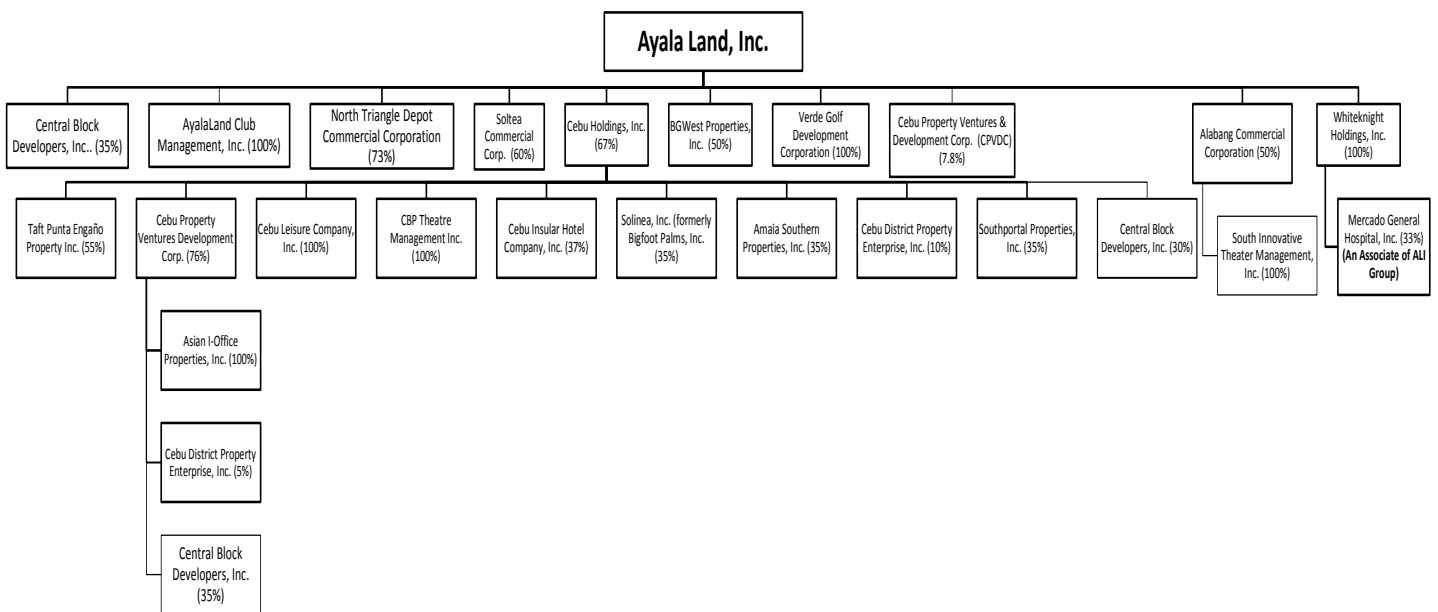 Ayala Land, Inc.
Central Block
Developers, Inc.. (35%)
AyalaLand Club
Management, Inc. (100%)
North Triangle Depot
Commercial Corporation
(73%)
Soltea
Commercial
Corp. (60%)
Cebu Holdings, Inc.
(67%)
BGWest Properties,
Inc. (50%)
Verde Golf
Development
Corporation (100%)
Cebu Property Ventures &
Development Corp. (CPVDC)
(7.8%)
Alabang Commercial
Corporation (50%)
Whiteknight
Holdings, Inc.
(100%)
Taft Punta Engaño
Property Inc. (55%)
Cebu Property
Ventures Development
Corp. (76%)
Cebu Leisure Company,
Inc. (100%)
CBP Theatre
Management Inc.
(100%)
Cebu Insular Hotel
Company, Inc. (37%)
Solinea, Inc. (formerly
Bigfoot Palms, Inc.
(35%)
Amaia Southern
Properties, Inc. (35%)
Cebu District Property
Enterprise, Inc. (10%)
Southportal Properties,
Inc. (35%)
Central Block
Developers, Inc. (30%)
South Innovative
Theater Management,
Inc. (100%)
Mercado General
Hospital, Inc. (33%)
(An Associate of ALI
Group)
Asian I-Office
Properties, Inc. (100%)
Cebu District Property
Enterprise, Inc. (5%)
Central Block
Developers, Inc.
(35%)